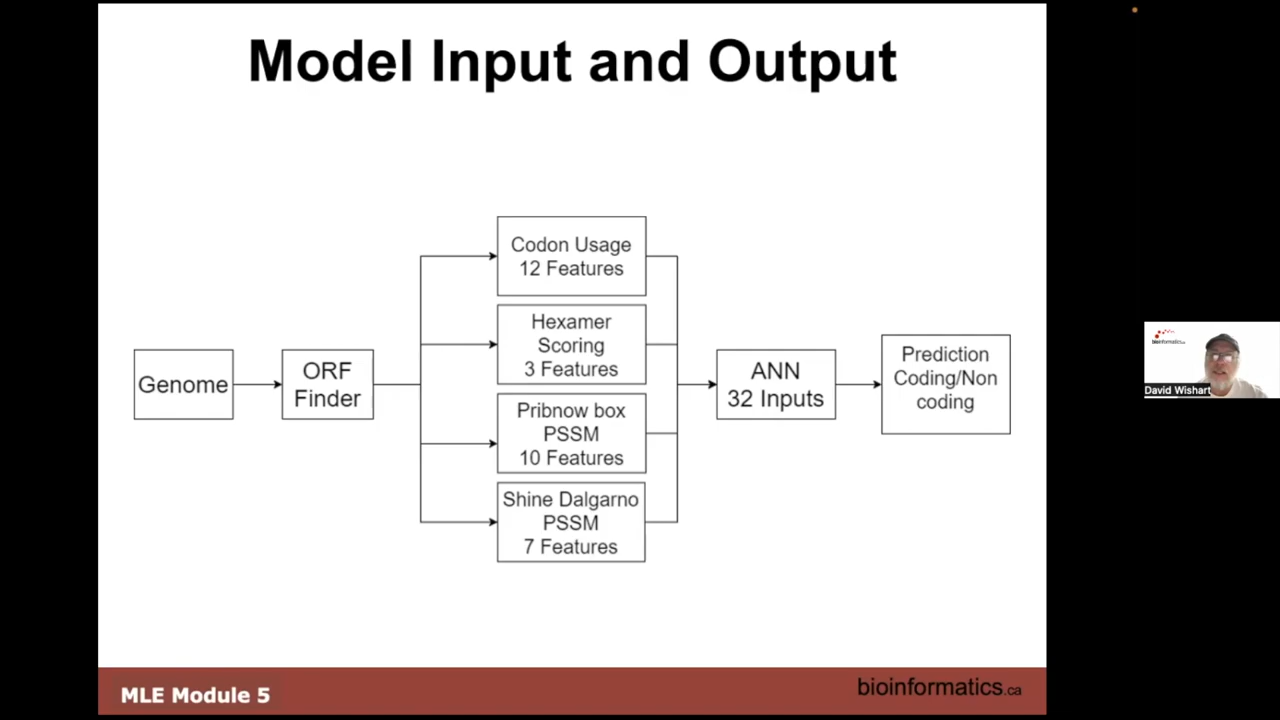 Model Input and Output
Genome
ORF
Finder
Codon Usage
12 Features
Hexamer
Scoring
3 Features
Pribnow box
PSSM
10 Features
Shine Dalgarno
PSSM
7 Features
ANN
32 Inputs
Prediction
Coding/Non
coding
bioinformatics.ca
David Wishart
MLE Module 5
bioinformatics.ca